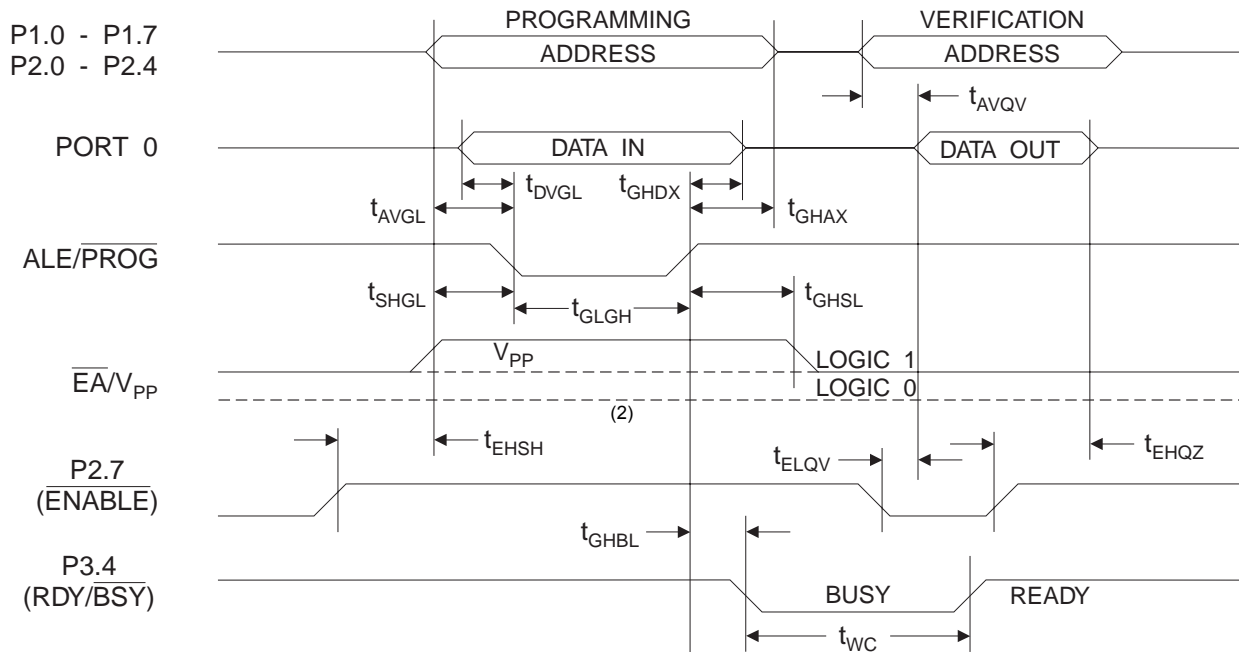 PROGRAMMING VERIFICATION
P1.0 - P1.7
P2.0 - P2.4
ADDRESS ADDRESS
tAVQV
PORT 0 DATA IN DATA OUT
tDVGL tGHDX
tAVGL tGHAX
ALE/PROG
tSHGL tGLGH tGHSL
EA/VPP VPP LOGIC 1
LOGIC 0
(2)
tEHSH tELQV tEHQZ
P2.7
(ENABLE)
tGHBL
P3.4
(RDY/BSY) BUSY READY
tWC